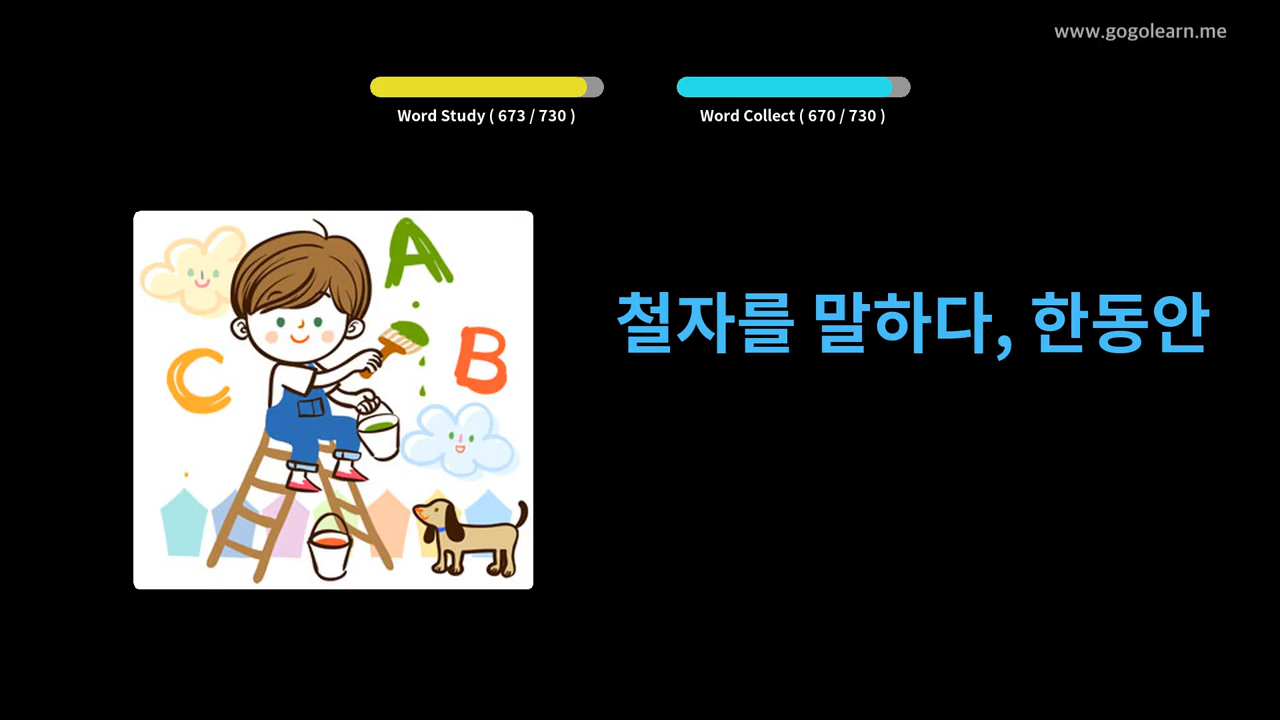 www.gogolearn.me
Word Study ( 673 / 730 )
Word Collect ( 670 / 730 )
A
B
C
철자를 말하다, 한동안